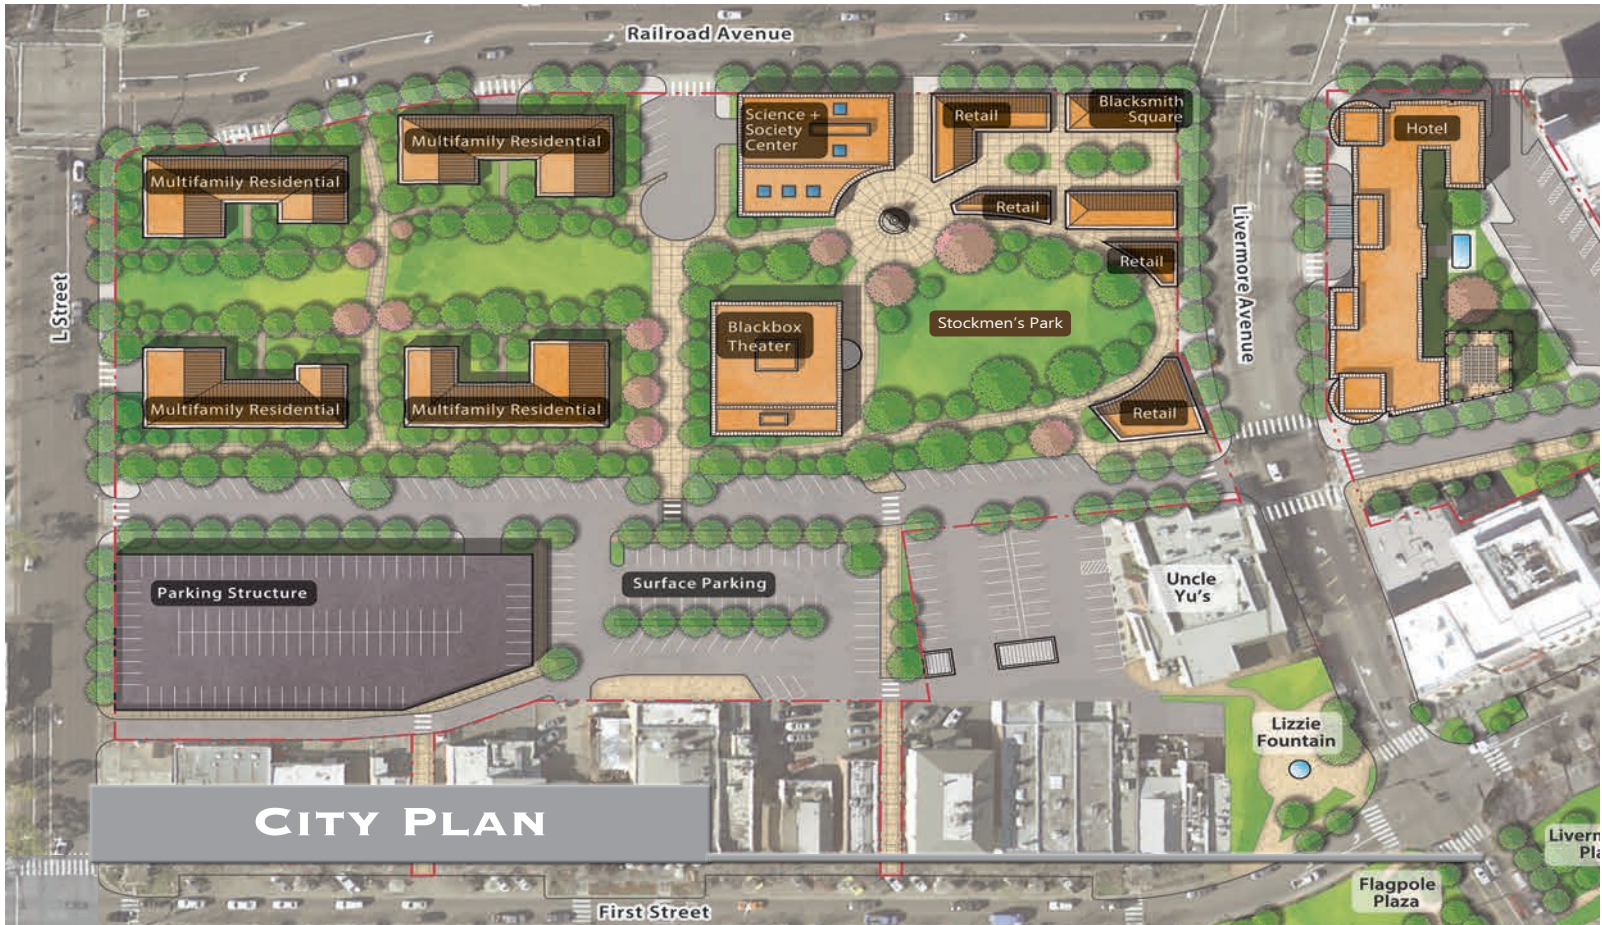 Railroad Avenue
Science +
Society
Center
Retail
Blacksmith
Square
Hotel
Multifamily Residential
Multifamily Residential
Retail
Livermore Avenue
Retail
L Street
Blackbox
Theater
Stockmen's Park
Multifamily Residential
Multifamily Residential
Retail
Parking Structure
Surface Parking
Uncle
Yu's
Lizzie
Fountain
City Plan
Liverm
Pla
Flagpole
Plaza
First Street